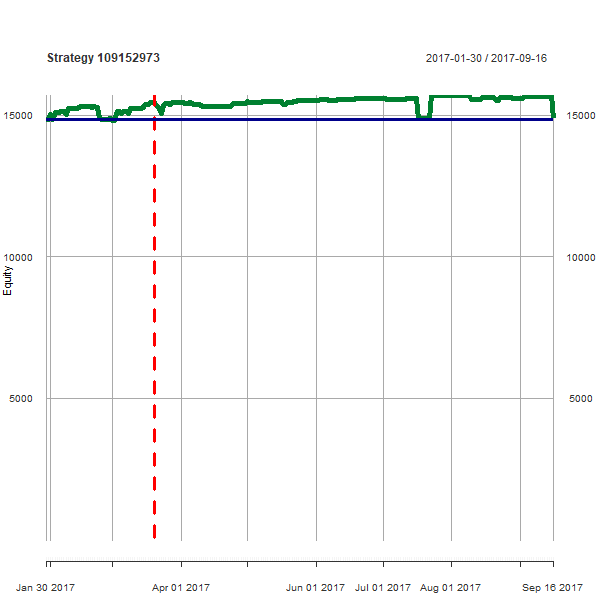 Strategy 109152973
2017-01-30 / 2017-09-16
15000
15000
10000
10000
Equity
5000
5000
Jan 30 2017
Apr 01 2017
Jun 01 2017
Jul 01 2017
Aug 01 2017
Sep 16 2017